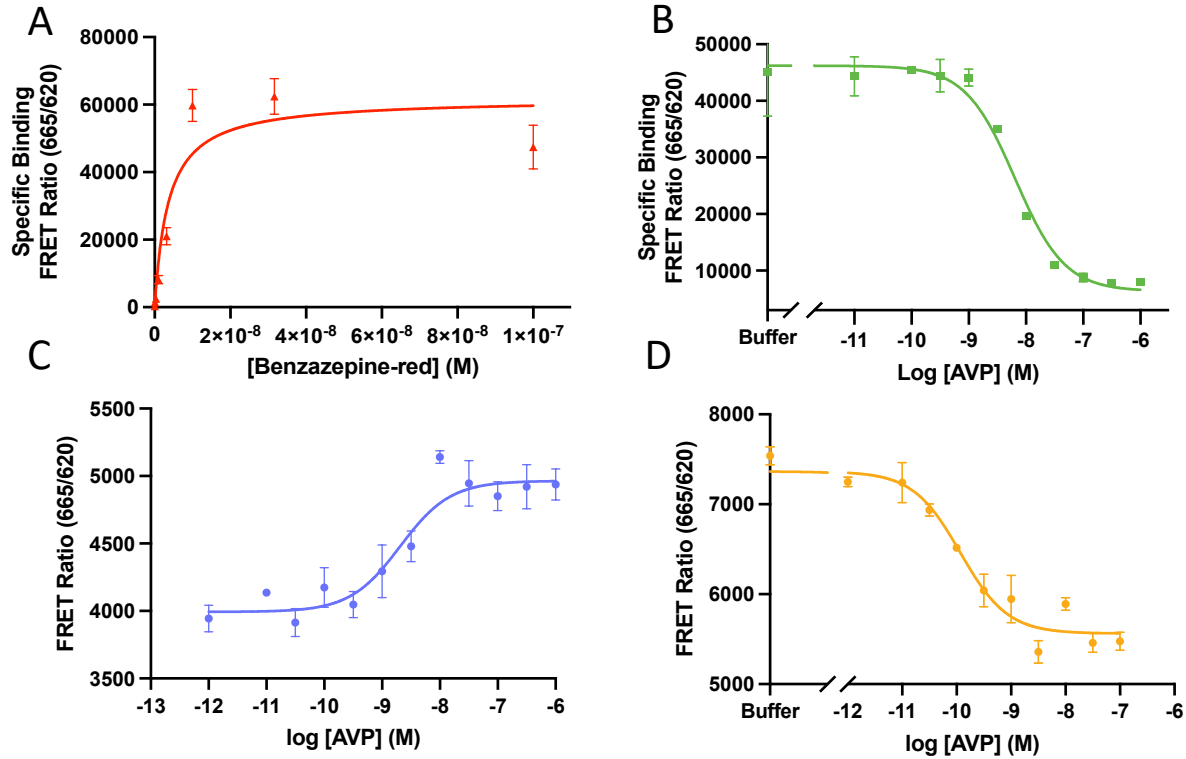 A
Specific Binding
FRET Ratio (665/620)
80000
60000
40000
20000
0
0
2×10⁻⁸
4×10⁻⁸
6×10⁻⁸
8×10⁻⁸
1×10⁻⁷
[Benzazepine-red] (M)
B
Specific Binding
FRET Ratio (665/620)
50000
40000
30000
20000
10000
Buffer
-11
-10
-9
-8
-7
-6
Log [AVP] (M)
C
FRET Ratio (665/620)
5500
5000
4500
4000
3500
-13
-12
-11
-10
-9
-8
-7
-6
log [AVP] (M)
D
FRET Ratio (665/620)
8000
7000
6000
5000
Buffer
-12
-11
-10
-9
-8
-7
-6
log [AVP] (M)